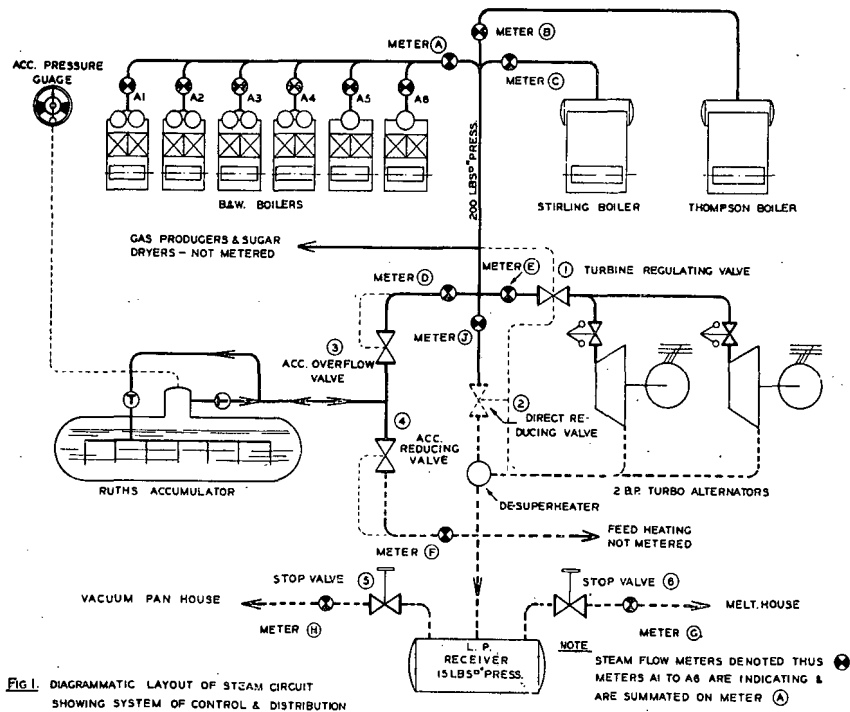 METER A
METER B
METER C
ACC. PRESSURE
GUAGE
A1
A2
A3
A4
A5
A6
B&W. BOILERS
200 LBS□" PRESS.
STIRLING BOILER
THOMPSON BOILER
GAS PRODUCERS & SUGAR
DRYERS - NOT METERED
METER E
1 TURBINE REGULATING VALVE
METER D
METER J
3
ACC. OVERFLOW
VALVE
2
DIRECT RE-
DUCING VALVE
4
ACC.
REDUCING
VALVE
T
RUTHS ACCUMULATOR
DE-SUPERHEATER
2 B.P. TURBO ALTERNATORS
FEED HEATING
NOT METERED
METER F
STOP VALVE 5
STOP VALVE 6
VACUUM PAN HOUSE
MELT. HOUSE
METER H
METER G
L. P.
RECEIVER
15 LBS□" PRESS.
NOTE
STEAM FLOW METERS DENOTED THUS
METERS A1 TO A6 ARE INDICATING &
ARE SUMMATED ON METER A
FIG 1. DIAGRAMMATIC LAYOUT OF STEAM CIRCUIT
SHOWING SYSTEM OF CONTROL & DISTRIBUTION